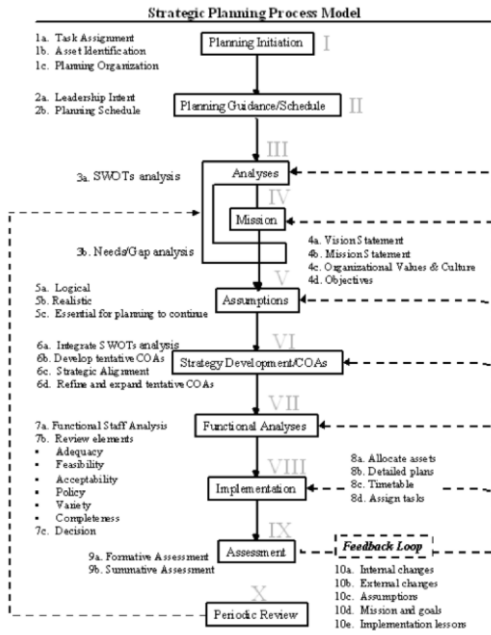 Strategic Planning Process Model
1a. Task Assignment
1b. Asset Identification
1c. Planning Organization
Planning Initiation
I
2a. Leadership Intent
2b. Planning Schedule
Planning Guidance/Schedule
II
III
3a. SWOTs analysis
Analyses
IV
Mission
3b. Needs/Gap analysis
4a. Vision Statement
4b. Mission Statement
4c. Organizational Values & Culture
4d. Objectives
V
5a. Logical
5b. Realistic
5c. Essential for planning to continue
Assumptions
VI
6a. Integrate SWOTs analysis
6b. Develop tentative COAs
6c. Strategic Alignment
6d. Refine and expand tentative COAs
Strategy Development/COAs
VII
7a. Functional Staff Analysis
7b. Review elements
▪ Adequacy
▪ Feasibility
▪ Acceptability
▪ Policy
▪ Variety
▪ Completeness
7c. Decision
Functional Analyses
VIII
Implementation
8a. Allocate assets
8b. Detailed plans
8c. Timetable
8d. Assign tasks
IX
9a. Formative Assessment
9b. Summative Assessment
Assessment
Feedback Loop
10a. Internal changes
10b. External changes
10c. Assumptions
10d. Mission and goals
10e. Implementation lessons
X
Periodic Review